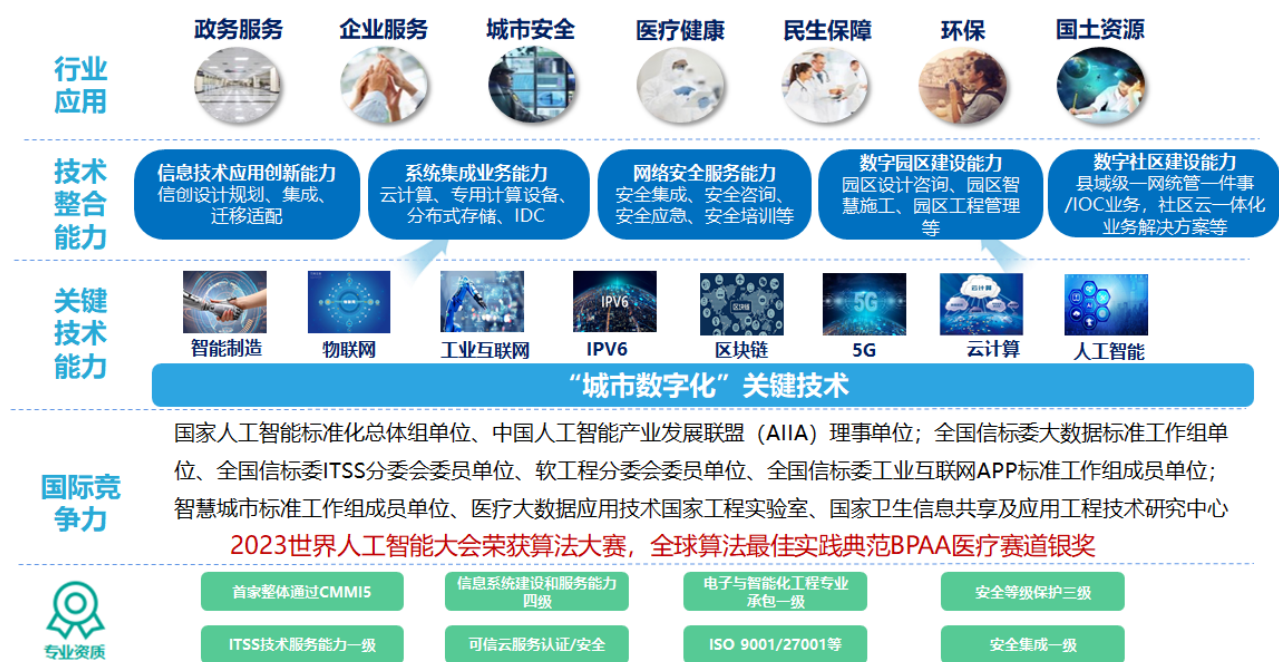 政务服务 企业服务 城市安全 医疗健康 民生保障 环保 国土资源
行业
应用
技术
整合
能力
信息技术应用创新能力
信创设计规划、集成、
迁移适配
系统集成业务能力
云计算、专用计算设备、
分布式存储、IDC
网络安全服务能力
安全集成、安全咨询、
安全应急、安全培训等
数字园区建设能力
园区设计咨询、园区智
慧施工、园区工程管理
等
数字社区建设能力
县域级一网统管一件事
/IOC业务，社区云一体化
业务解决方案等
关键
技术
能力
IPV6
区块链
5G
云计算
智能制造 物联网 工业互联网 IPV6 区块链 5G 云计算 人工智能
“城市数字化”关键技术
国际竞
争力
国家人工智能标准化总体组单位、中国人工智能产业发展联盟（AIIA）理事单位；全国信标委大数据标准工作组单
位、全国信标委ITSS分委会委员单位、软工程分委会委员单位、全国信标委工业互联网APP标准工作组成员单位；
智慧城市标准工作组成员单位、医疗大数据应用技术国家工程实验室、国家卫生信息共享及应用工程技术研究中心
2023世界人工智能大会荣获算法大赛，全球算法最佳实践典范BPAA医疗赛道银奖
专业资质
首家整体通过CMMI5
信息系统建设和服务能力
四级
电子与智能化工程专业
承包一级
安全等级保护三级
ITSS技术服务能力一级
可信云服务认证/安全
ISO 9001/27001等
安全集成一级